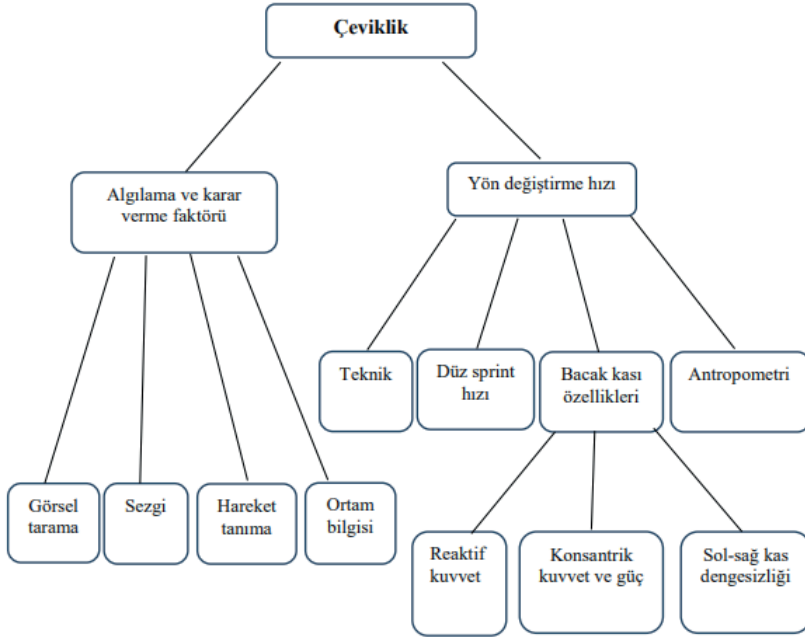 Çeviklik
Algılama ve karar
verme faktörü
Yön değiştirme hızı
Teknik
Düz sprint
hızı
Bacak kası
özellikleri
Antropometri
Görsel
tarama
Sezgi
Hareket
tanıma
Ortam
bilgisi
Reaktif
kuvvet
Konsantrik
kuvvet ve güç
Sol-sağ kas
dengesizliği